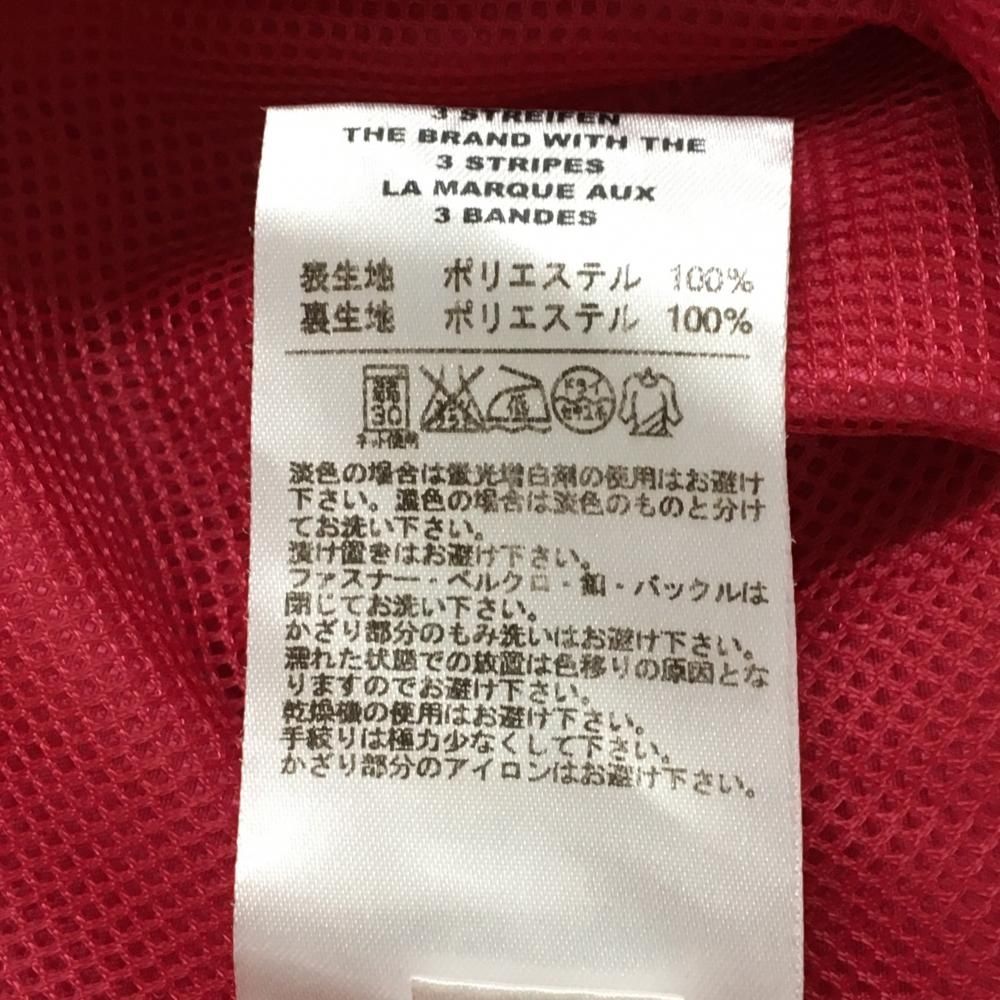 3 STREIFEN
THE BRAND WITH THE
3 STRIPES
LA MARQUE AUX
3 BANDES
表生地 ポリエステル 100%
裏生地 ポリエステル 100%
弱 30 エンソサラシ 低 ドライ セキユ系
ネット使用
淡色の場合は蛍光増白剤の使用はお避け
下さい。濃色の場合は淡色のものと分け
てお洗い下さい。
漬け置きはお避け下さい。
ファスナー・ベルクロ・釦・バックルは
閉じてお洗い下さい。
かざり部分のもみ洗いはお避け下さい。
濡れた状態での放置は色移りの原因とな
りますのでお避け下さい。
乾燥機の使用はお避け下さい。
手絞りは極力少なくして下さい。
かざり部分のアイロンはお避け下さい。